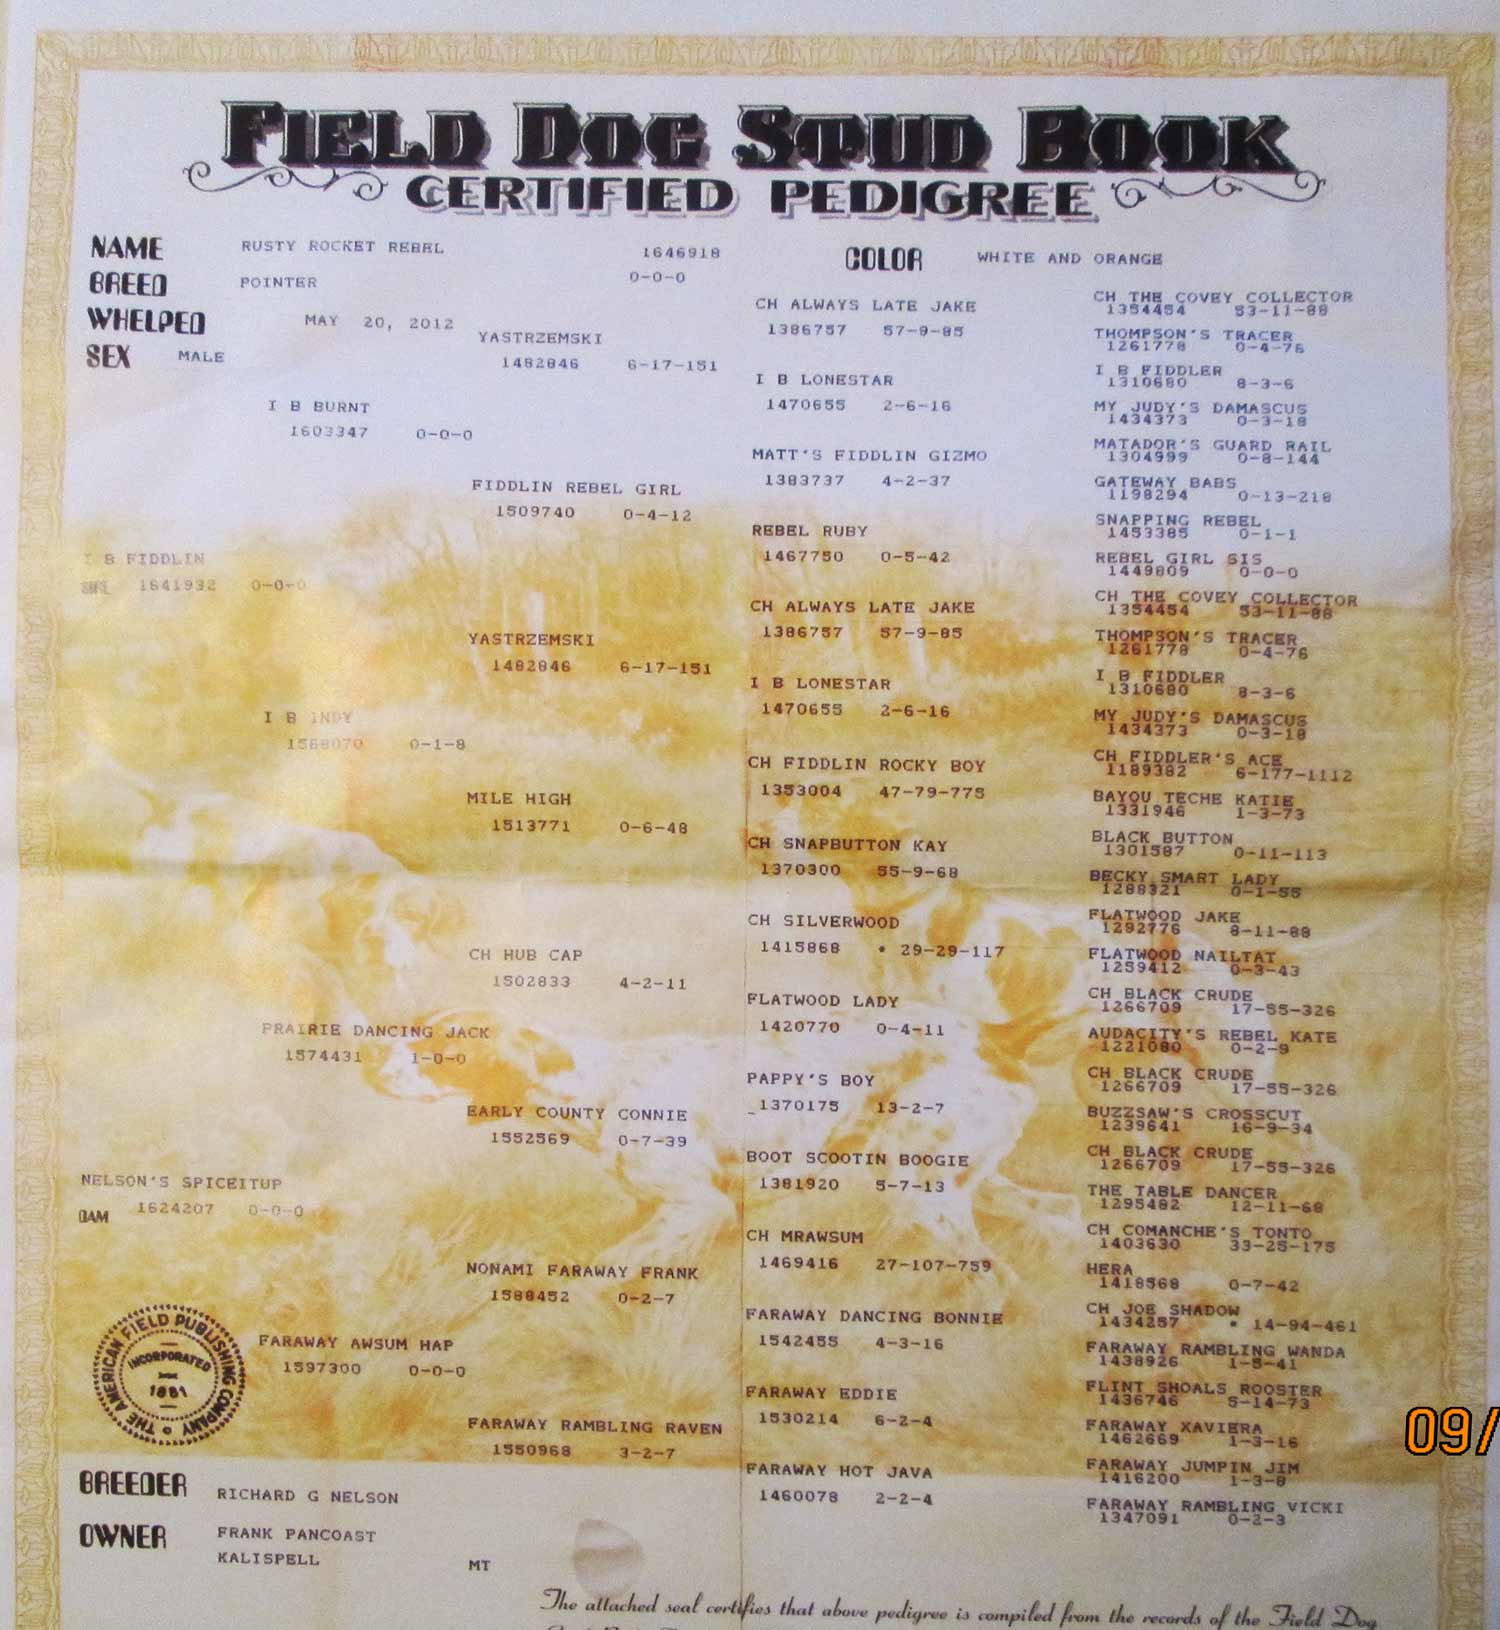 FIELD DOG STUD BOOK
CERTIFIED PEDIGREE
NAME RUSTY ROCKET REBEL 1646918
COLOR WHITE AND ORANGE
BREED POINTER 0-0-0
WHELPED MAY 20, 2012
SEX MALE
I B FIDDLIN
SIRE 1641932 0-0-0
NELSON'S SPICEITUP
DAM 1624207 0-0-0
I B BURNT
1603347 0-0-0
I B INDY
1568070 0-1-8
PRAIRIE DANCING JACK
1574431 1-0-0
FARAWAY AWSUM HAP
1597300 0-0-0
YASTRZEMSKI
1482846 6-17-151
FIDDLIN REBEL GIRL
1509740 0-4-12
YASTRZEMSKI
1482846 6-17-151
MILE HIGH
1513771 0-6-48
CH HUB CAP
1502833 4-2-11
EARLY COUNTY CONNIE
1552569 0-7-39
NONAMI FARAWAY FRANK
1588452 0-2-7
FARAWAY RAMBLING RAVEN
1550968 3-2-7
CH ALWAYS LATE JAKE
1386757 57-9-85
I B LONESTAR
1470655 2-6-16
MATT'S FIDDLIN GIZMO
1383737 4-2-37
REBEL RUBY
1467750 0-5-42
CH ALWAYS LATE JAKE
1386757 57-9-85
I B LONESTAR
1470655 2-6-16
CH FIDDLIN ROCKY BOY
1353004 47-79-775
CH SNAPBUTTON KAY
1370300 55-9-68
CH SILVERWOOD
1415868 • 29-29-117
FLATWOOD LADY
1420770 0-4-11
PAPPY'S BOY
1370175 13-2-7
BOOT SCOOTIN BOOGIE
1381920 5-7-13
CH MRAWSUM
1469416 27-107-759
FARAWAY DANCING BONNIE
1542455 4-3-16
FARAWAY EDDIE
1530214 6-2-4
FARAWAY HOT JAVA
1460078 2-2-4
CH THE COVEY COLLECTOR
1354454 53-11-88
THOMPSON'S TRACER
1261778 0-4-76
I B FIDDLER
1310680 8-3-6
MY JUDY'S DAMASCUS
1434373 0-3-18
MATADOR'S GUARD RAIL
1304999 0-8-144
GATEWAY BABS
1198294 0-13-218
SNAPPING REBEL
1453385 0-1-1
REBEL GIRL SIS
1449809 0-0-0
CH THE COVEY COLLECTOR
1354454 53-11-88
THOMPSON'S TRACER
1261778 0-4-76
I B FIDDLER
1310680 8-3-6
MY JUDY'S DAMASCUS
1434373 0-3-18
CH FIDDLER'S ACE
1189382 6-177-1112
BAYOU TECHE KATIE
1331946 1-3-73
BLACK BUTTON
1301587 0-11-113
BECKY SMART LADY
1288321 0-1-55
FLATWOOD JAKE
1292776 8-11-88
FLATWOOD NAILTAT
1259412 0-3-43
CH BLACK CRUDE
1266709 17-55-326
AUDACITY'S REBEL KATE
1221080 0-2-9
CH BLACK CRUDE
1266709 17-55-326
BUZZSAW'S CROSSCUT
1239641 16-9-34
CH BLACK CRUDE
1266709 17-55-326
THE TABLE DANCER
1295482 12-11-68
CH COMANCHE'S TONTO
1403630 33-25-175
HERA
1418568 0-7-42
CH JOE SHADOW
1434257 • 14-94-461
FARAWAY RAMBLING WANDA
1438926 1-5-41
FLINT SHOALS ROOSTER
1436746 5-14-73
FARAWAY XAVIERA
1462669 1-3-16
FARAWAY JUMPIN JIM
1416200 1-3-8
FARAWAY RAMBLING VICKI
1347091 0-2-3
THE AMERICAN FIELD PUBLISHING COMPANY
INCORPORATED
1881
09/
BREEDER RICHARD G NELSON
OWNER FRANK PANCOAST
KALISPELL MT
The attached seal certifies that above pedigree is compiled from the records of the Field Dog